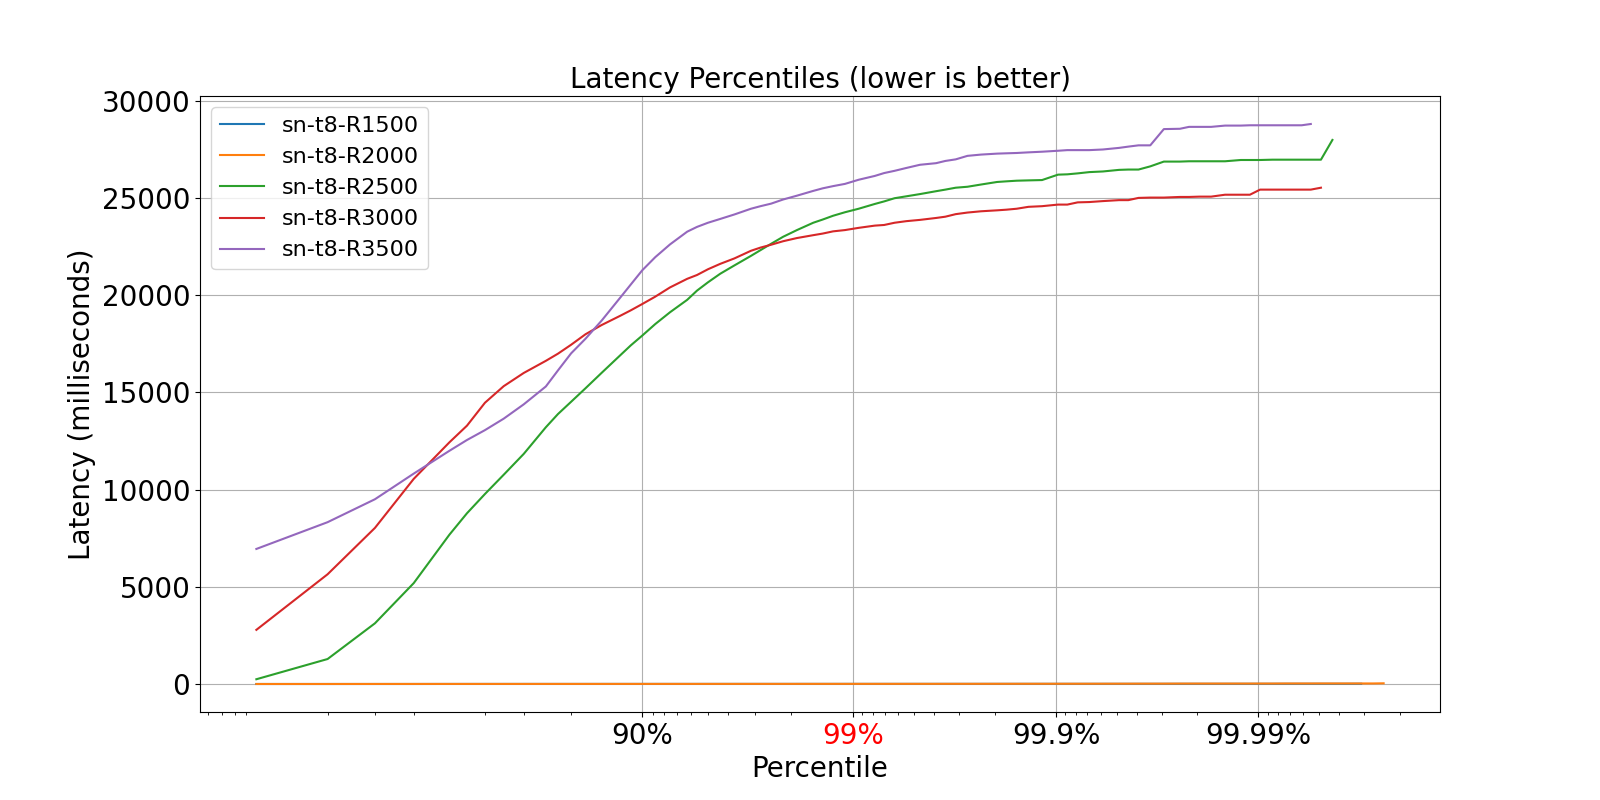 Latency Percentiles (lower is better)
30000
25000
20000
15000
10000
5000
0
Latency (milliseconds)
sn-t8-R1500
sn-t8-R2000
sn-t8-R2500
sn-t8-R3000
sn-t8-R3500
90% 99% 99.9% 99.99%
Percentile